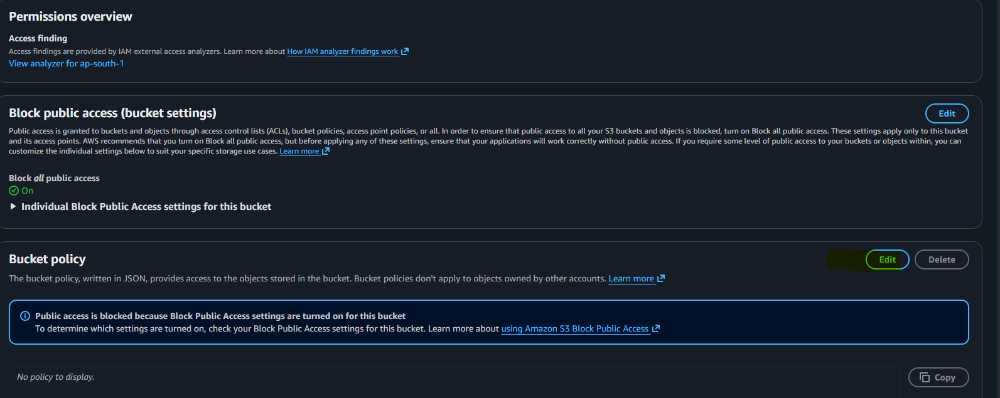 Permissions overview
Access finding
Access findings are provided by IAM external access analyzers. Learn more about How IAM analyzer findings work
View analyzer for ap-south-1
Block public access (bucket settings)
Edit
Public access is granted to buckets and objects through access control lists (ACLs), bucket policies, access point policies, or all. In order to ensure that public access to all your S3 buckets and objects is blocked, turn on Block all public access. These settings apply only to this bucket
and its access points. AWS recommends that you turn on Block all public access, but before applying any of these settings, ensure that your applications will work correctly without public access. If you require some level of public access to your buckets or objects within, you can
customize the individual settings below to suit your specific storage use cases. Learn more
Block all public access
On
Individual Block Public Access settings for this bucket
Bucket policy
Edit
Delete
The bucket policy, written in JSON, provides access to the objects stored in the bucket. Bucket policies don't apply to objects owned by other accounts. Learn more
Public access is blocked because Block Public Access settings are turned on for this bucket
To determine which settings are turned on, check your Block Public Access settings for this bucket. Learn more about using Amazon S3 Block Public Access
No policy to display.
Copy